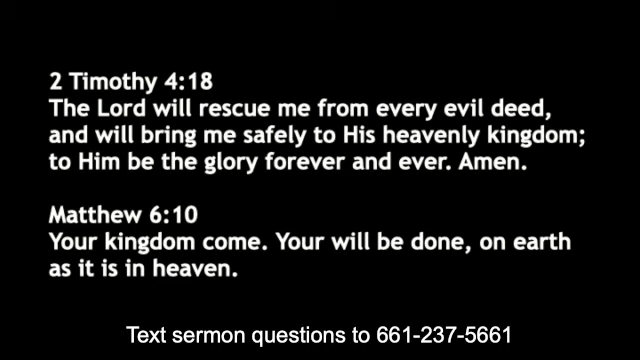 2 Timothy 4:18
The Lord will rescue me from every evil deed,
and will bring me safely to His heavenly kingdom;
to Him be the glory forever and ever. Amen.
Matthew 6:10
Your kingdom come. Your will be done, on earth
as it is in heaven.
Text sermon questions to 661-237-5661